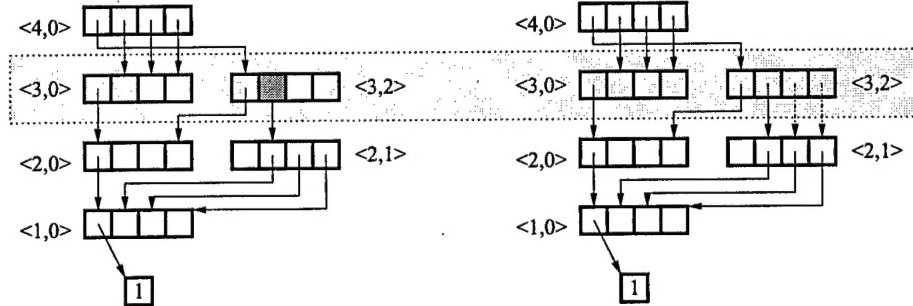 <4,0> <4,0>
<3,0> <3,2> <3,0> <3,2>
<2,0> <2,1> <2,0> <2,1>
<1,0> <1,0>
1 1